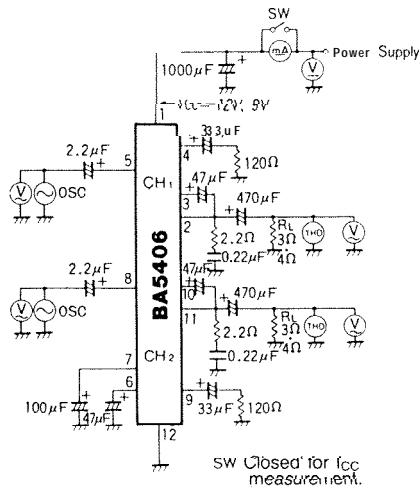 SW
mA
Power Supply
1000μF
+
V
1
Vcc=12V, 9V
+
33μF
4
120Ω
2.2μF
+
5
CH1
+
47μF
3
470μF
+
2
V
OSC
2.2Ω
0.22μF
RL
3Ω
4Ω
THD
V
BA5406
2.2μF
+
8
47μF
+
10
470μF
+
11
V
OSC
2.2Ω
0.22μF
RL
3Ω
4Ω
THD
V
CH2
7
6
+
+
100μF
47μF
9
+
33μF
120Ω
12
SW Closed for ICC
measurement.